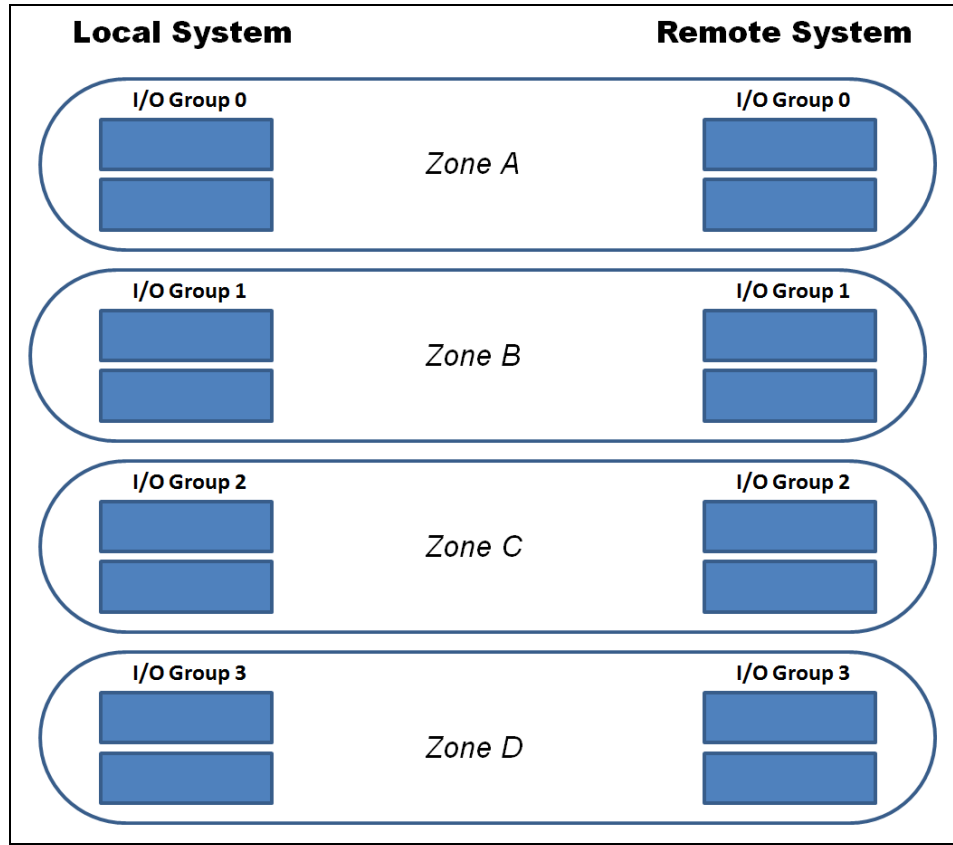 Local System
Remote System
I/O Group 0
I/O Group 0
Zone A
I/O Group 1
I/O Group 1
Zone B
I/O Group 2
I/O Group 2
Zone C
I/O Group 3
I/O Group 3
Zone D